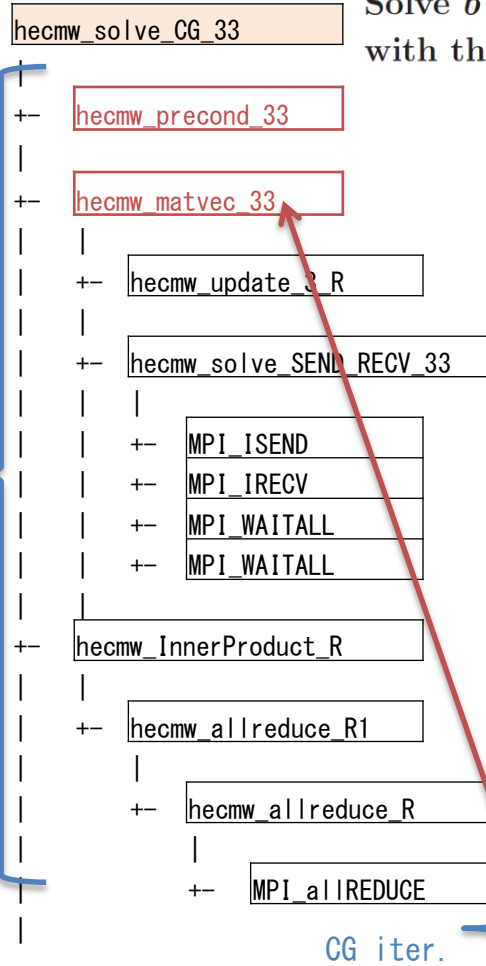 Solve b
hecmw_solve_CG_33
with th
|
+- hecmw_precond_33
|
+- hecmw_matvec_33
| |
| +- hecmw_update_3_R
| |
| +- hecmw_solve_SEND_RECV_33
| | |
| | +- MPI_ISEND
| | +- MPI_IRECV
| | +- MPI_WAITALL
| | +- MPI_WAITALL
| |
+- hecmw_InnerProduct_R
| |
| +- hecmw_allreduce_R1
| |
| +- hecmw_allreduce_R
| |
| +- MPI_allREDUCE
|
CG iter.